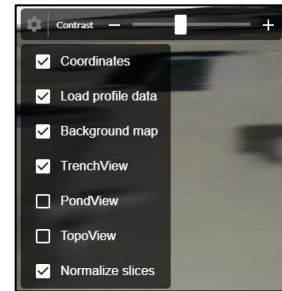 Contrast
Coordinates
Load profile data
Background map
TrenchView
PondView
TopoView
Normalize slices